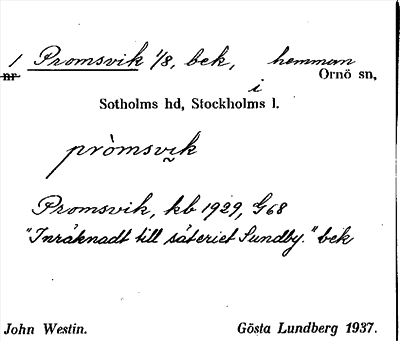 1 Promsvik 1/8, bek, hemman
nr Ornö sn,
i
Sotholms hd, Stockholms l.
pròmsvik
Promsvik, kb 1929, G68
"Inräknadt till säteriet Sundby." bek
John Westin. Gösta Lundberg 1937.